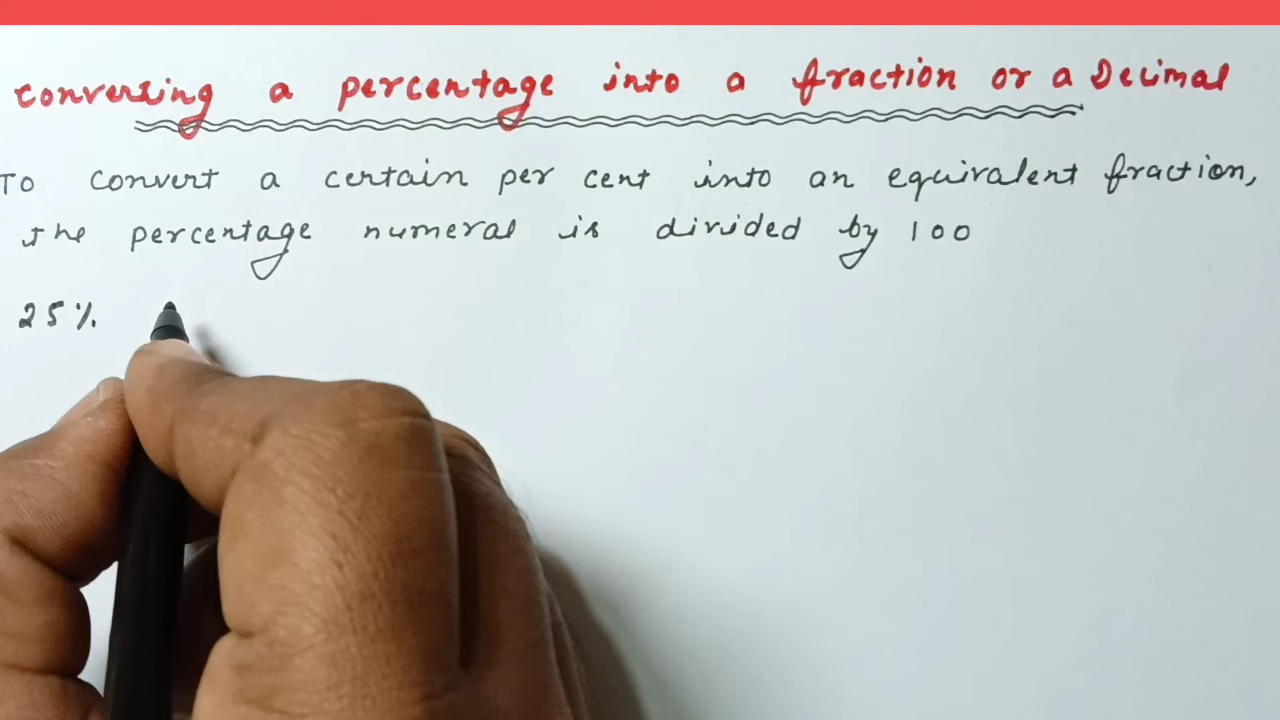 conversing a percentage into a fraction or a Decimal
To convert a certain per cent into an equivalent fraction,
the percentage numeral is divided by 100
25%